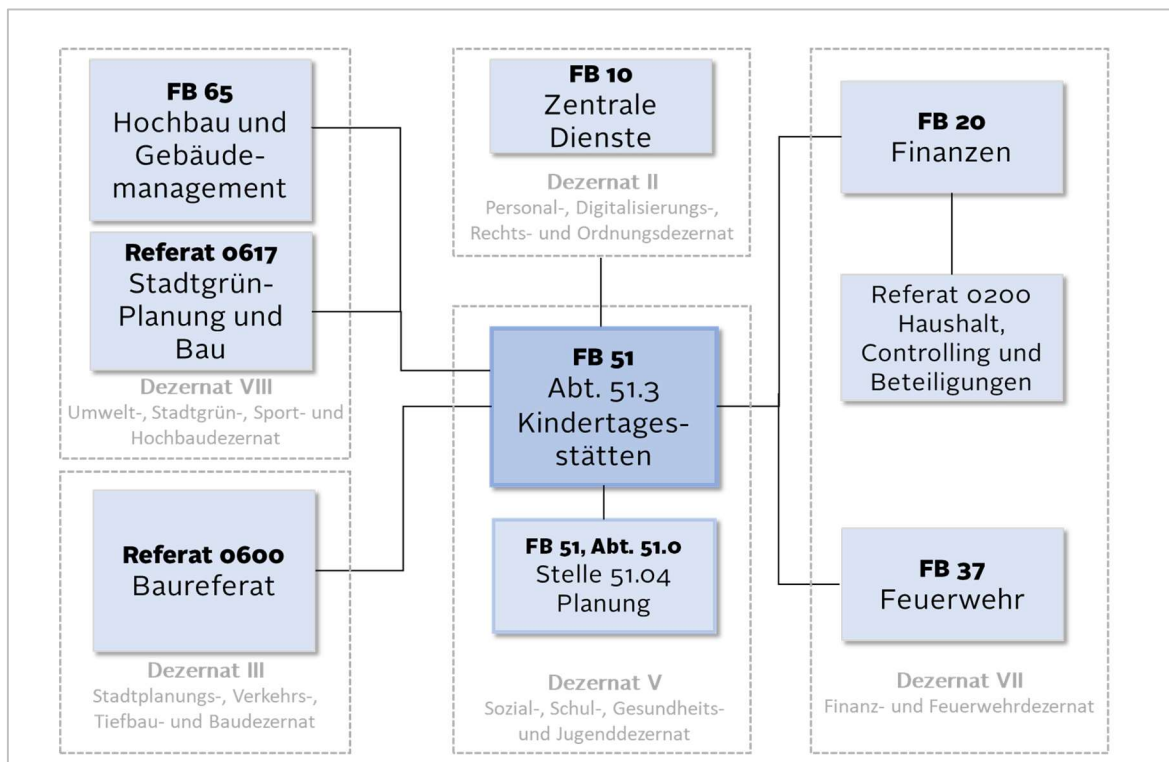 FB 65
Hochbau und
Gebäude-
management
Referat 0617
Stadtgrün-
Planung und
Bau
Dezernat VIII
Umwelt-, Stadtgrün-, Sport- und
Hochbaudezernat
Referat 0600
Baureferat
Dezernat III
Stadtplanungs-, Verkehrs-,
Tiefbau- und Baudezernat
FB 10
Zentrale
Dienste
Dezernat II
Personal-, Digitalisierungs-,
Rechts- und Ordnungsdezernat
FB 51
Abt. 51.3
Kindertages-
stätten
FB 51, Abt. 51.0
Stelle 51.04
Planung
Dezernat V
Sozial-, Schul-, Gesundheits-
und Jugenddezernat
FB 20
Finanzen
Referat 0200
Haushalt,
Controlling und
Beteiligungen
FB 37
Feuerwehr
Dezernat VII
Finanz- und Feuerwehrdezernat